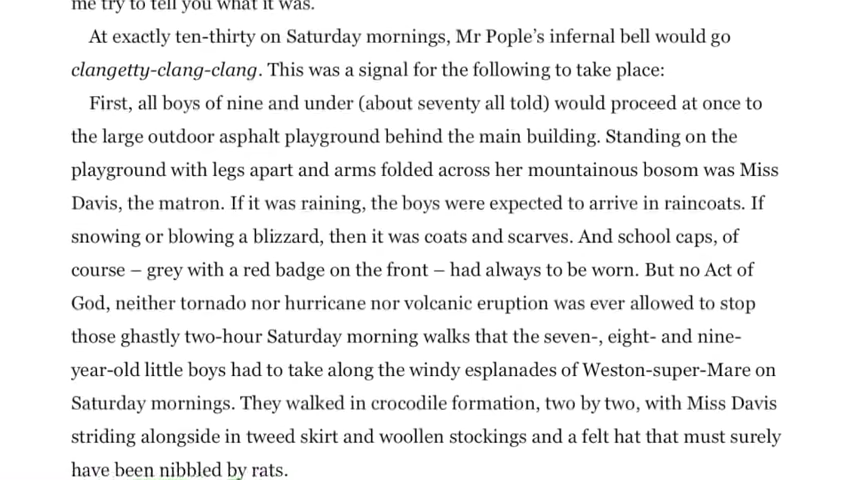 me try to tell you what it was.
At exactly ten-thirty on Saturday mornings, Mr Pople’s infernal bell would go
clangetty-clang-clang. This was a signal for the following to take place:
First, all boys of nine and under (about seventy all told) would proceed at once to
the large outdoor asphalt playground behind the main building. Standing on the
playground with legs apart and arms folded across her mountainous bosom was Miss
Davis, the matron. If it was raining, the boys were expected to arrive in raincoats. If
snowing or blowing a blizzard, then it was coats and scarves. And school caps, of
course – grey with a red badge on the front – had always to be worn. But no Act of
God, neither tornado nor hurricane nor volcanic eruption was ever allowed to stop
those ghastly two-hour Saturday morning walks that the seven-, eight- and nine-
year-old little boys had to take along the windy esplanades of Weston-super-Mare on
Saturday mornings. They walked in crocodile formation, two by two, with Miss Davis
striding alongside in tweed skirt and woollen stockings and a felt hat that must surely
have been nibbled by rats.